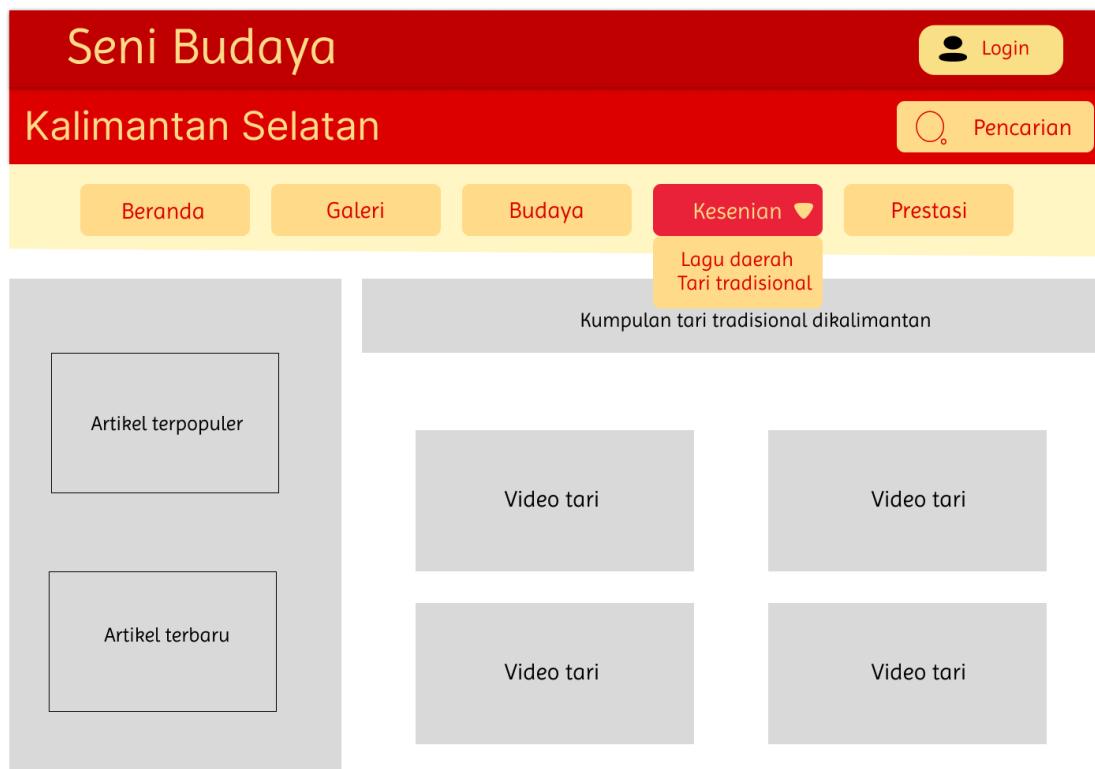 Seni Budaya
Login
Kalimantan Selatan
Pencarian
Beranda
Galeri
Budaya
Kesenian
Prestasi
Lagu daerah
Tari tradisional
Kumpulan tari tradisional dikalimantan
Artikel terpopuler
Artikel terbaru
Video tari
Video tari
Video tari
Video tari